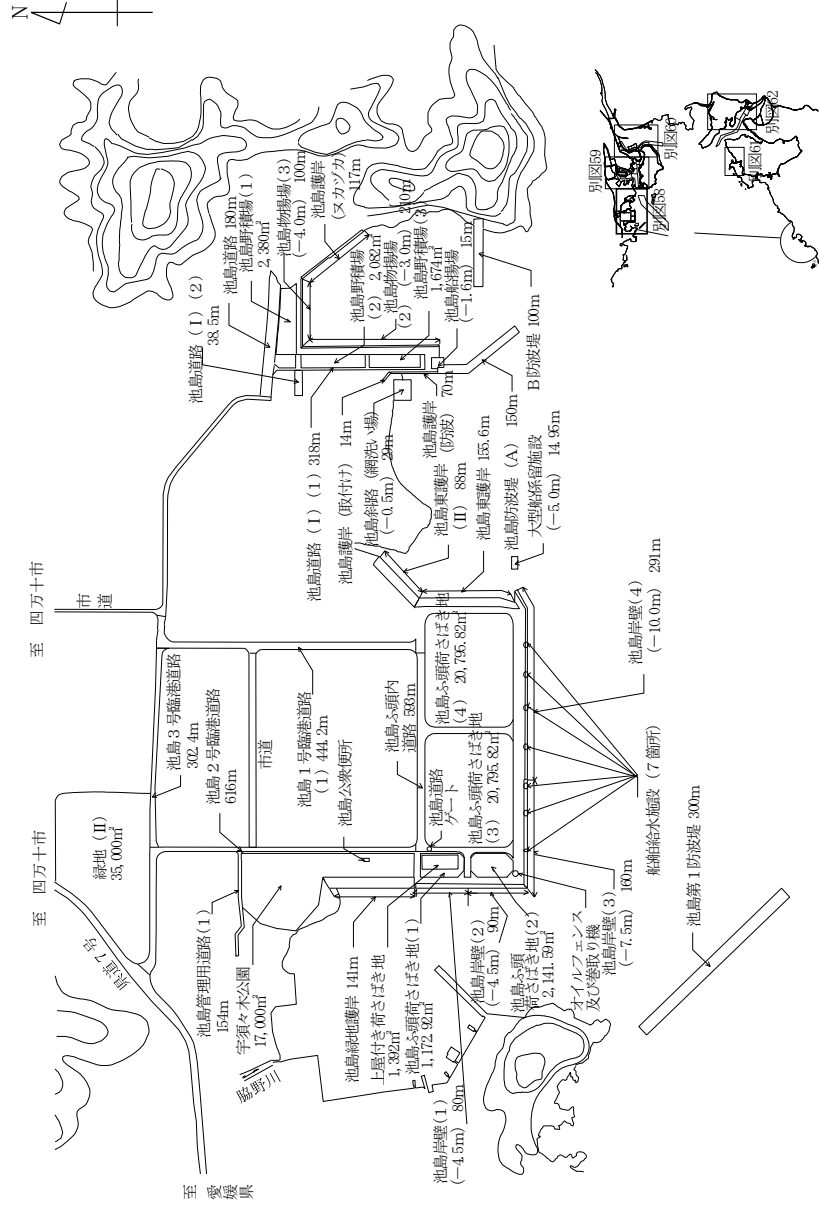 N
至 四万十市
市道
至 四万十市
県道7号
至 愛媛県
緑地 (Ⅱ)
35,000㎡
池島3号臨港道路
302.4m
池島2号臨港道路
616m
市道
池島1号臨港道路
(1) 444.2m
池島公衆便所
池島ふ頭内
道路 593m
池島道路
ゲート
池島管理用道路(1)
154m
宇須々木公園
17,000㎡
脇野川
池島緑地護岸 141m
上屋付き荷さばき地
1,392㎡
池島ふ頭荷さばき地(1)
1,172.92㎡
池島岸壁(1)
(-4.5m) 80m
池島岸壁(2)
(-4.5m) 90m
池島ふ頭
荷さばき地(2)
2,141.59㎡
オイルフェンス
及び巻取り機
池島岸壁(3)
(-7.5m) 160m
池島ふ頭荷さばき地
(3) 20,795.82㎡
池島ふ頭荷さばき地
(4) 20,795.82㎡
船舶給水施設 (7箇所)
池島岸壁(4)
(-10.0m) 291m
池島第1防波堤 300m
池島道路 (Ⅰ) (2)
38.5m
池島道路 180m
池島野積場(1)
2,380㎡
池島物揚場(3)
(-4.0m) 100m
池島護岸
(ヌカヅカ)
117m
池島道路 (Ⅰ) (1) 318m
池島護岸 (取付け) 14m
池島斜路 (網洗い場)
(-0.5m) 29m
池島野積場
(2) 2,082㎡
池島物揚場
(2) (-3.0m) 210m
池島野積場(3)
1,674㎡
池島船揚場
(-1.6m) 15m
池島護岸
(防波) 70m
池島東護岸
(Ⅱ) 88m
池島東護岸 155.6m
池島防波堤 (A) 150m
大型船係留施設
(-5.0m) 14.95m
B防波堤 100m
別図59
別図60
別図58
別図61
別図62